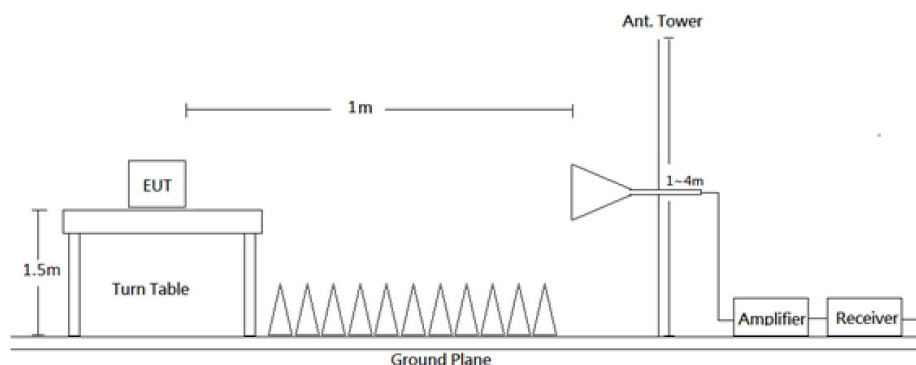 Ant. Tower
1m
EUT
1~4m
1.5m
Turn Table
Amplifier
Receiver
Ground Plane